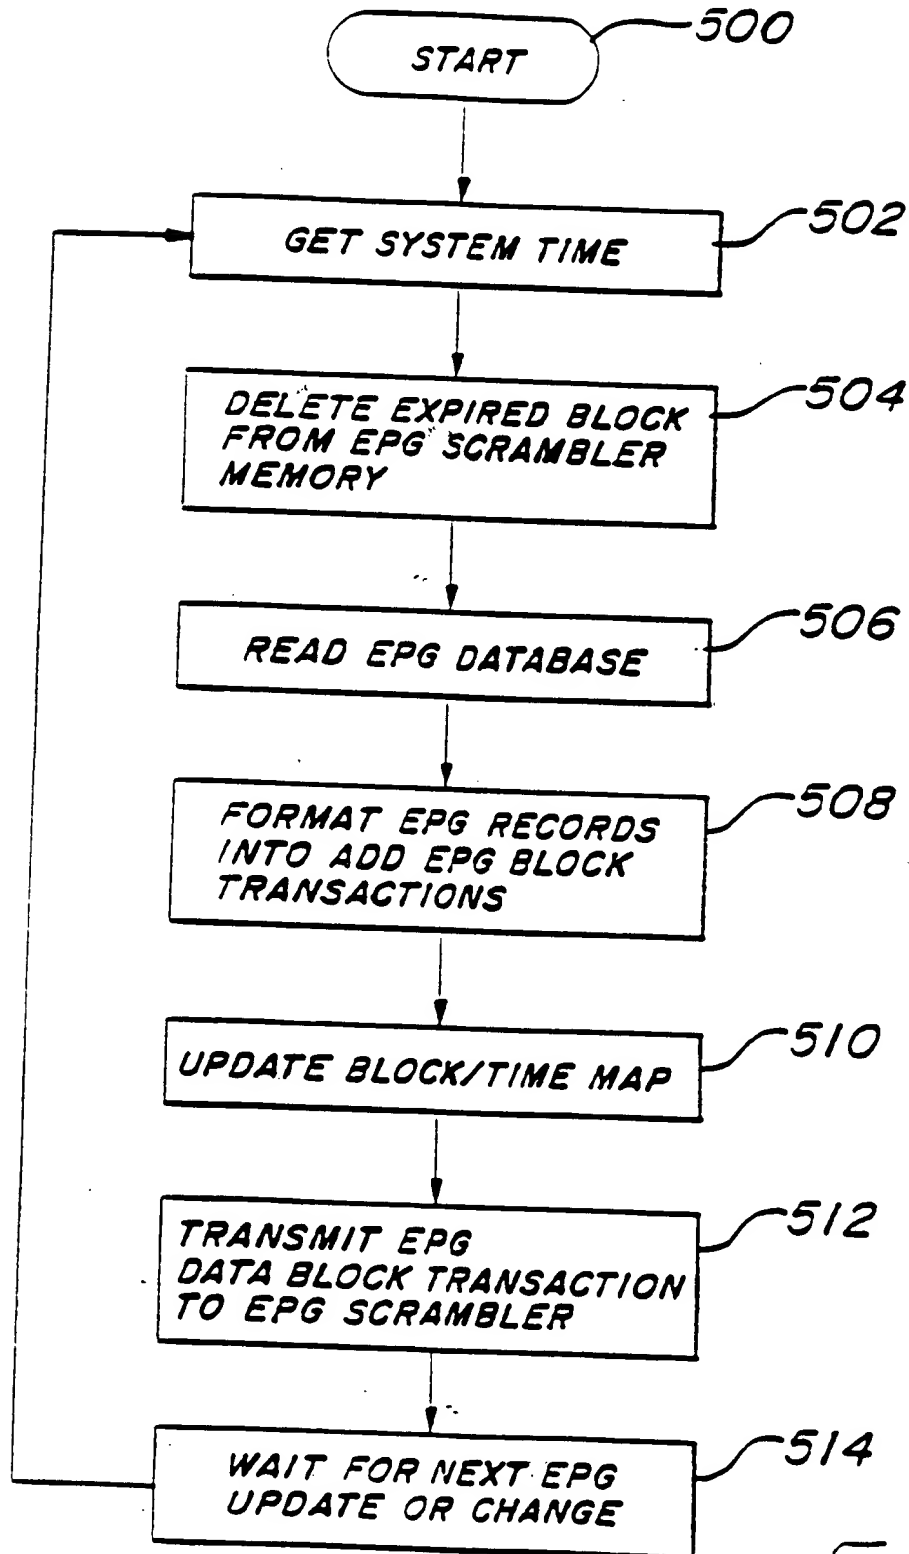 500
START
502
GET SYSTEM TIME
504
DELETE EXPIRED BLOCK
FROM EPG SCRAMBLER
MEMORY
506
READ EPG DATABASE
508
FORMAT EPG RECORDS
INTO ADD EPG BLOCK
TRANSACTIONS
510
UPDATE BLOCK/TIME MAP
512
TRANSMIT EPG
DATA BLOCK TRANSACTION
TO EPG SCRAMBLER
514
WAIT FOR NEXT EPG
UPDATE OR CHANGE